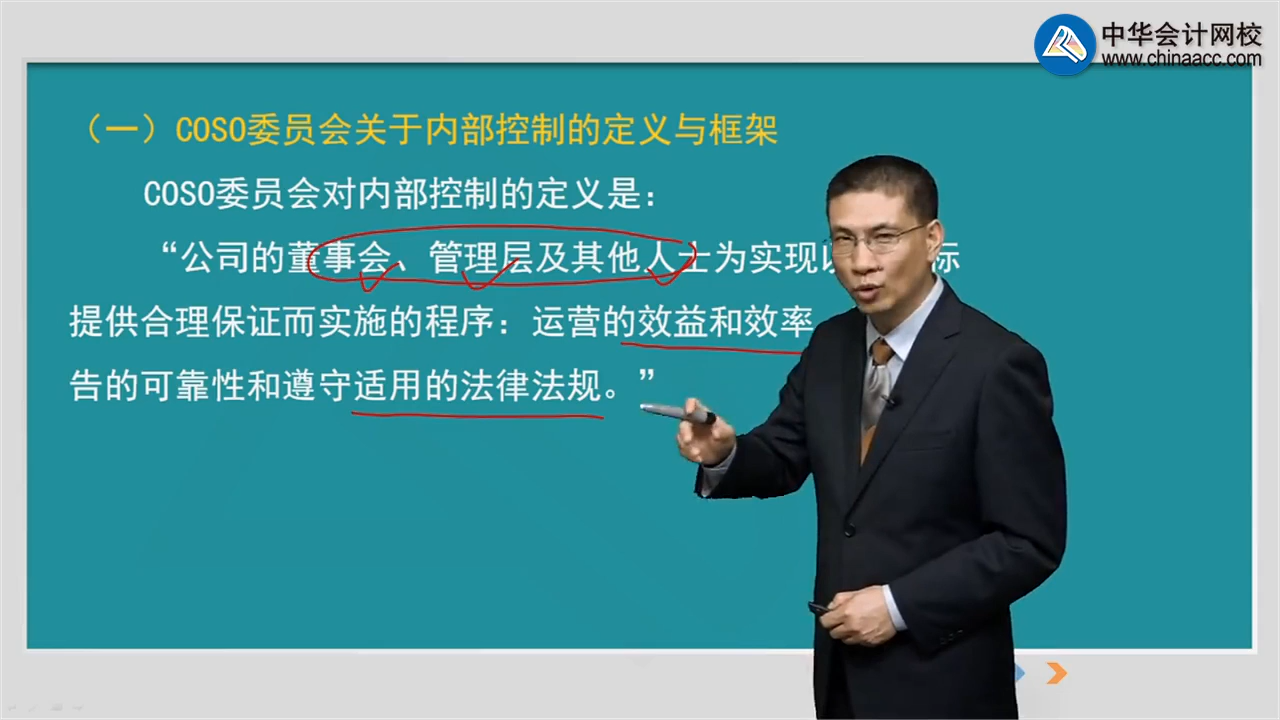 中华会计网校
www.chinaacc.com
（一）COSO委员会关于内部控制的定义与框架
COSO委员会对内部控制的定义是：
“公司的董事会、管理层及其他人士为实现 标
提供合理保证而实施的程序：运营的效益和效率
告的可靠性和遵守适用的法律法规。”